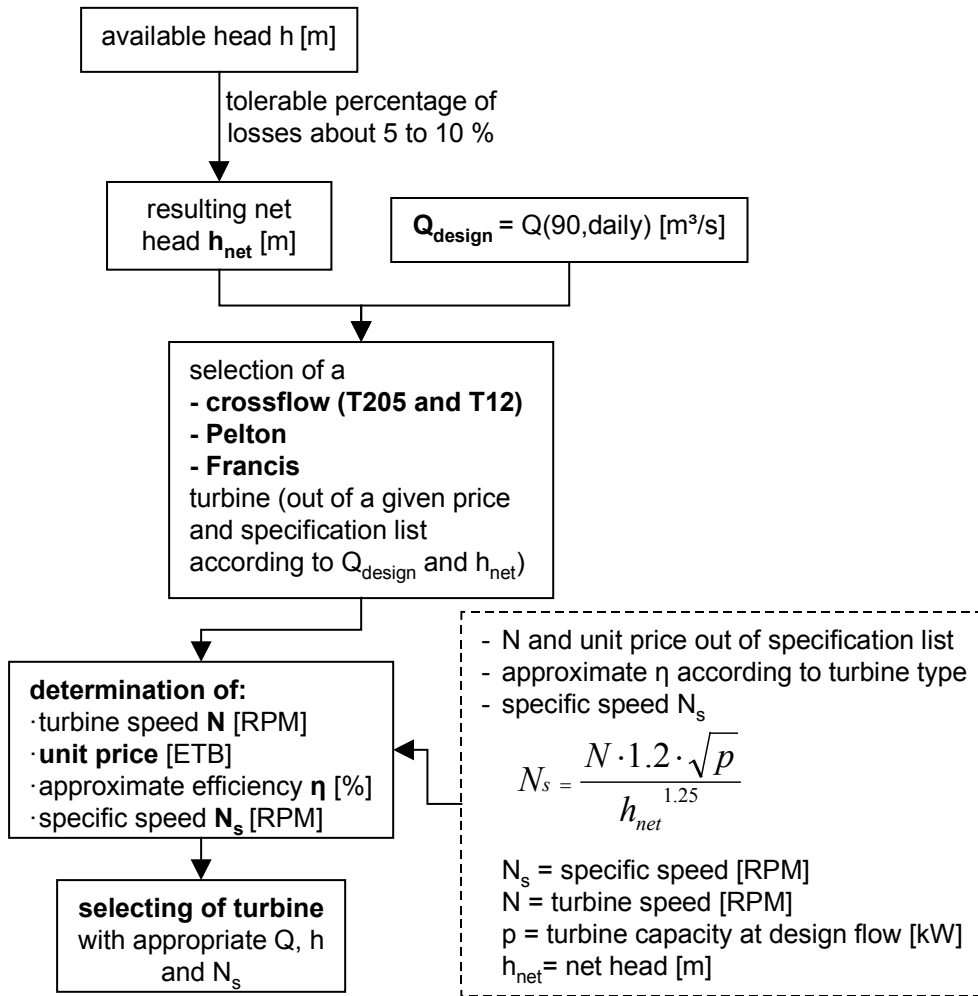 available head h [m]
tolerable percentage of
losses about 5 to 10 %
resulting net
head h_net [m]
Q_design = Q(90,daily) [m³/s]
selection of a
- crossflow (T205 and T12)
- Pelton
- Francis
turbine (out of a given price
and specification list
according to Q_design and h_net)
determination of:
·turbine speed N [RPM]
·unit price [ETB]
·approximate efficiency η [%]
·specific speed N_s [RPM]
selecting of turbine
with appropriate Q, h
and N_s
- N and unit price out of specification list
- approximate η according to turbine type
- specific speed N_s
N_s = (N · 1.2 · √p) / h_net^1.25
N_s = specific speed [RPM]
N = turbine speed [RPM]
p = turbine capacity at design flow [kW]
h_net= net head [m]